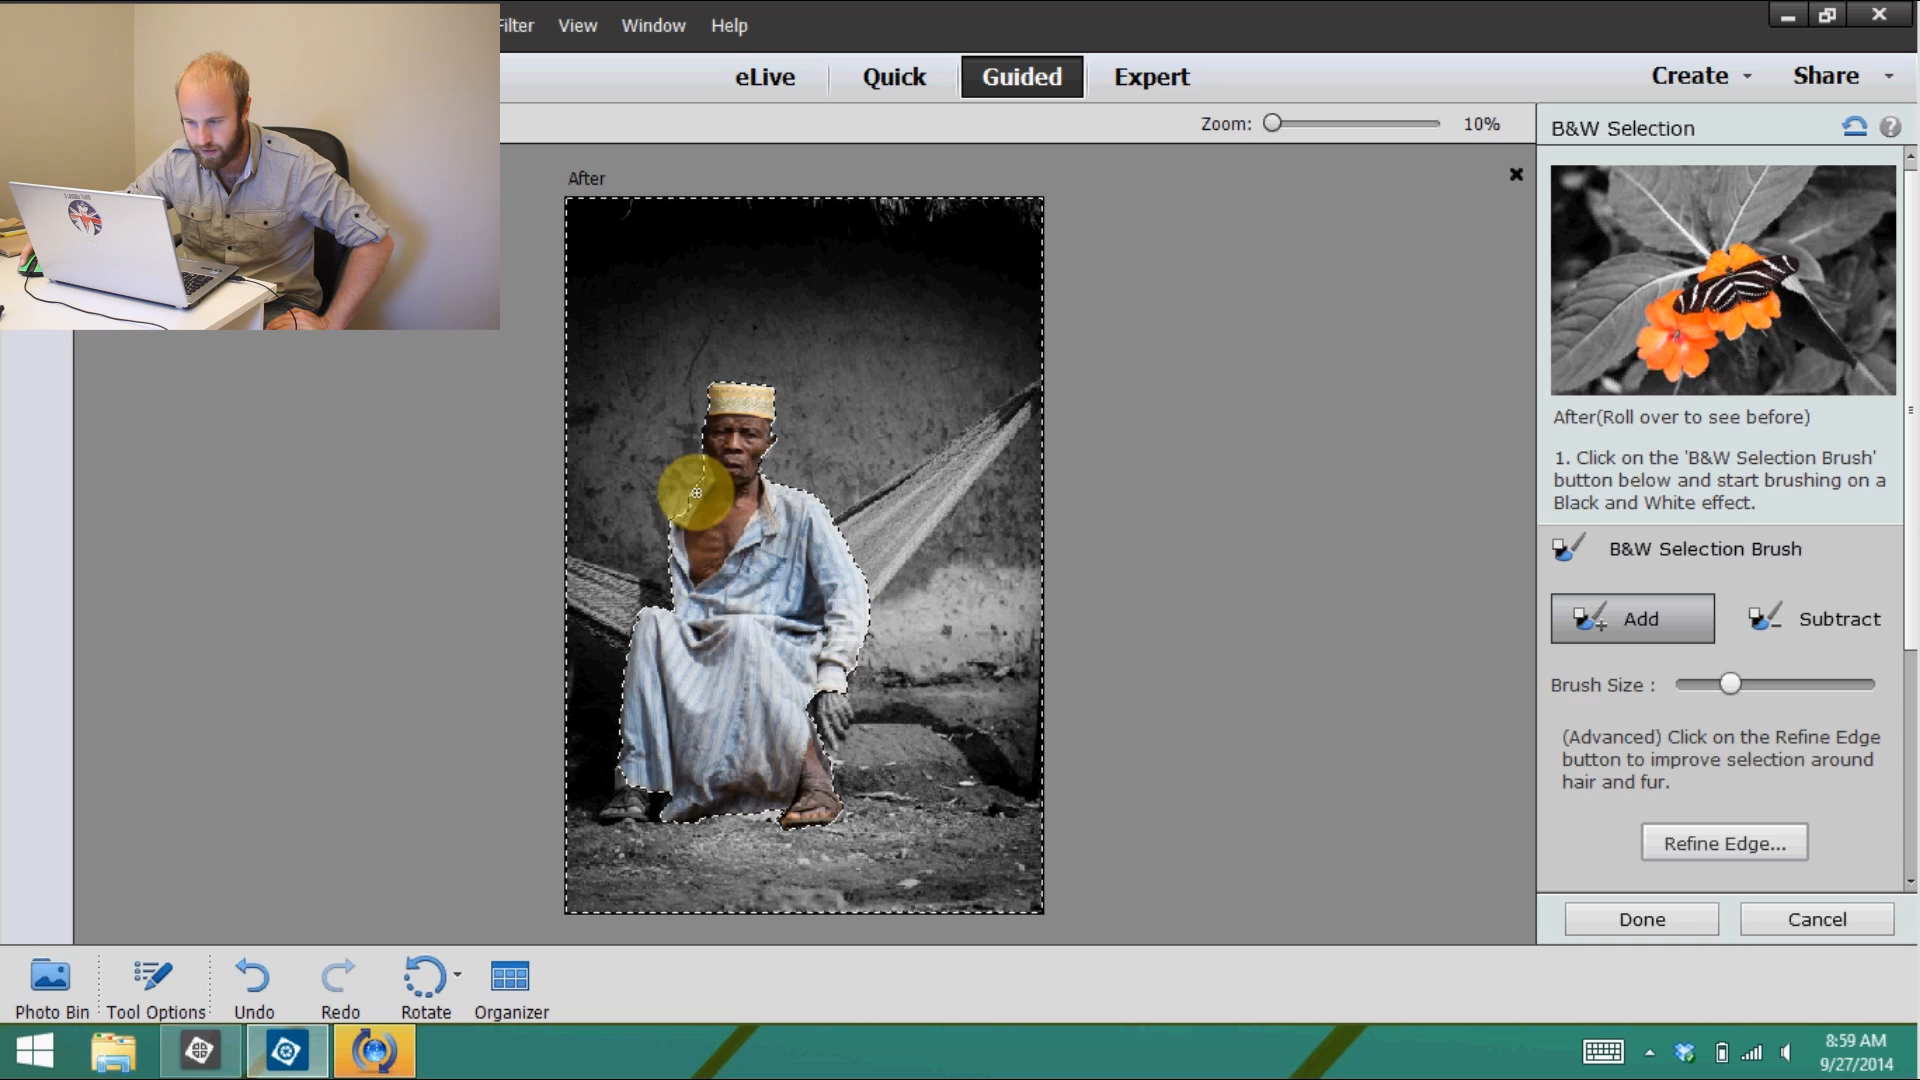 Filter View Window Help
eLive Quick Guided Expert
Create Share
Zoom: 10%
B&W Selection
After
After(Roll over to see before)
1. Click on the 'B&W Selection Brush'
button below and start brushing on a
Black and White effect.
B&W Selection Brush
Add Subtract
Brush Size :
(Advanced) Click on the Refine Edge
button to improve selection around
hair and fur.
Refine Edge...
Done Cancel
Photo Bin Tool Options Undo Redo Rotate Organizer
8:59 AM
9/27/2014